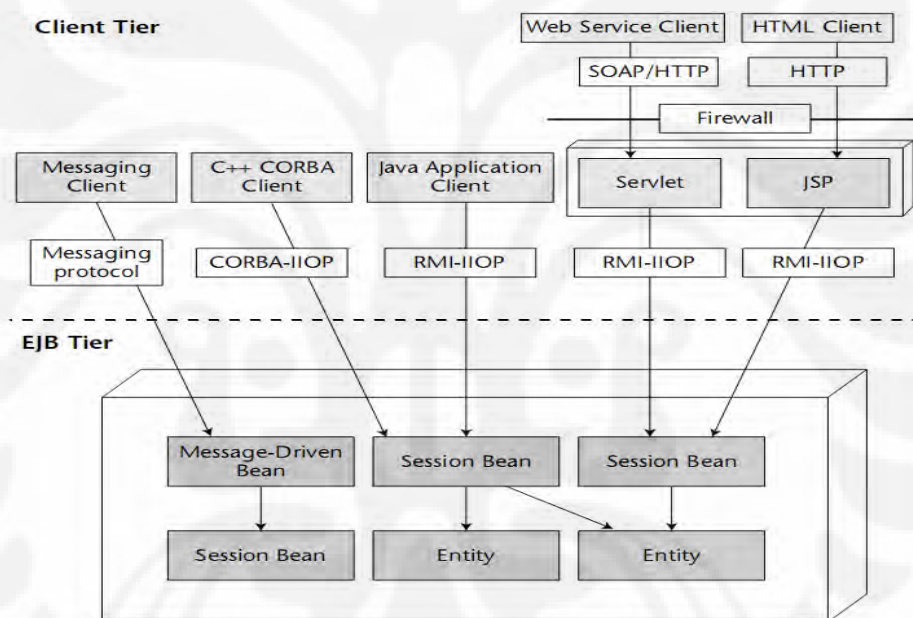 Client Tier
Web Service Client
HTML Client
SOAP/HTTP
HTTP
Firewall
Messaging
Client
C++ CORBA
Client
Java Application
Client
Servlet
JSP
Messaging
protocol
CORBA-IIOP
RMI-IIOP
RMI-IIOP
RMI-IIOP
EJB Tier
Message-Driven
Bean
Session Bean
Session Bean
Session Bean
Entity
Entity